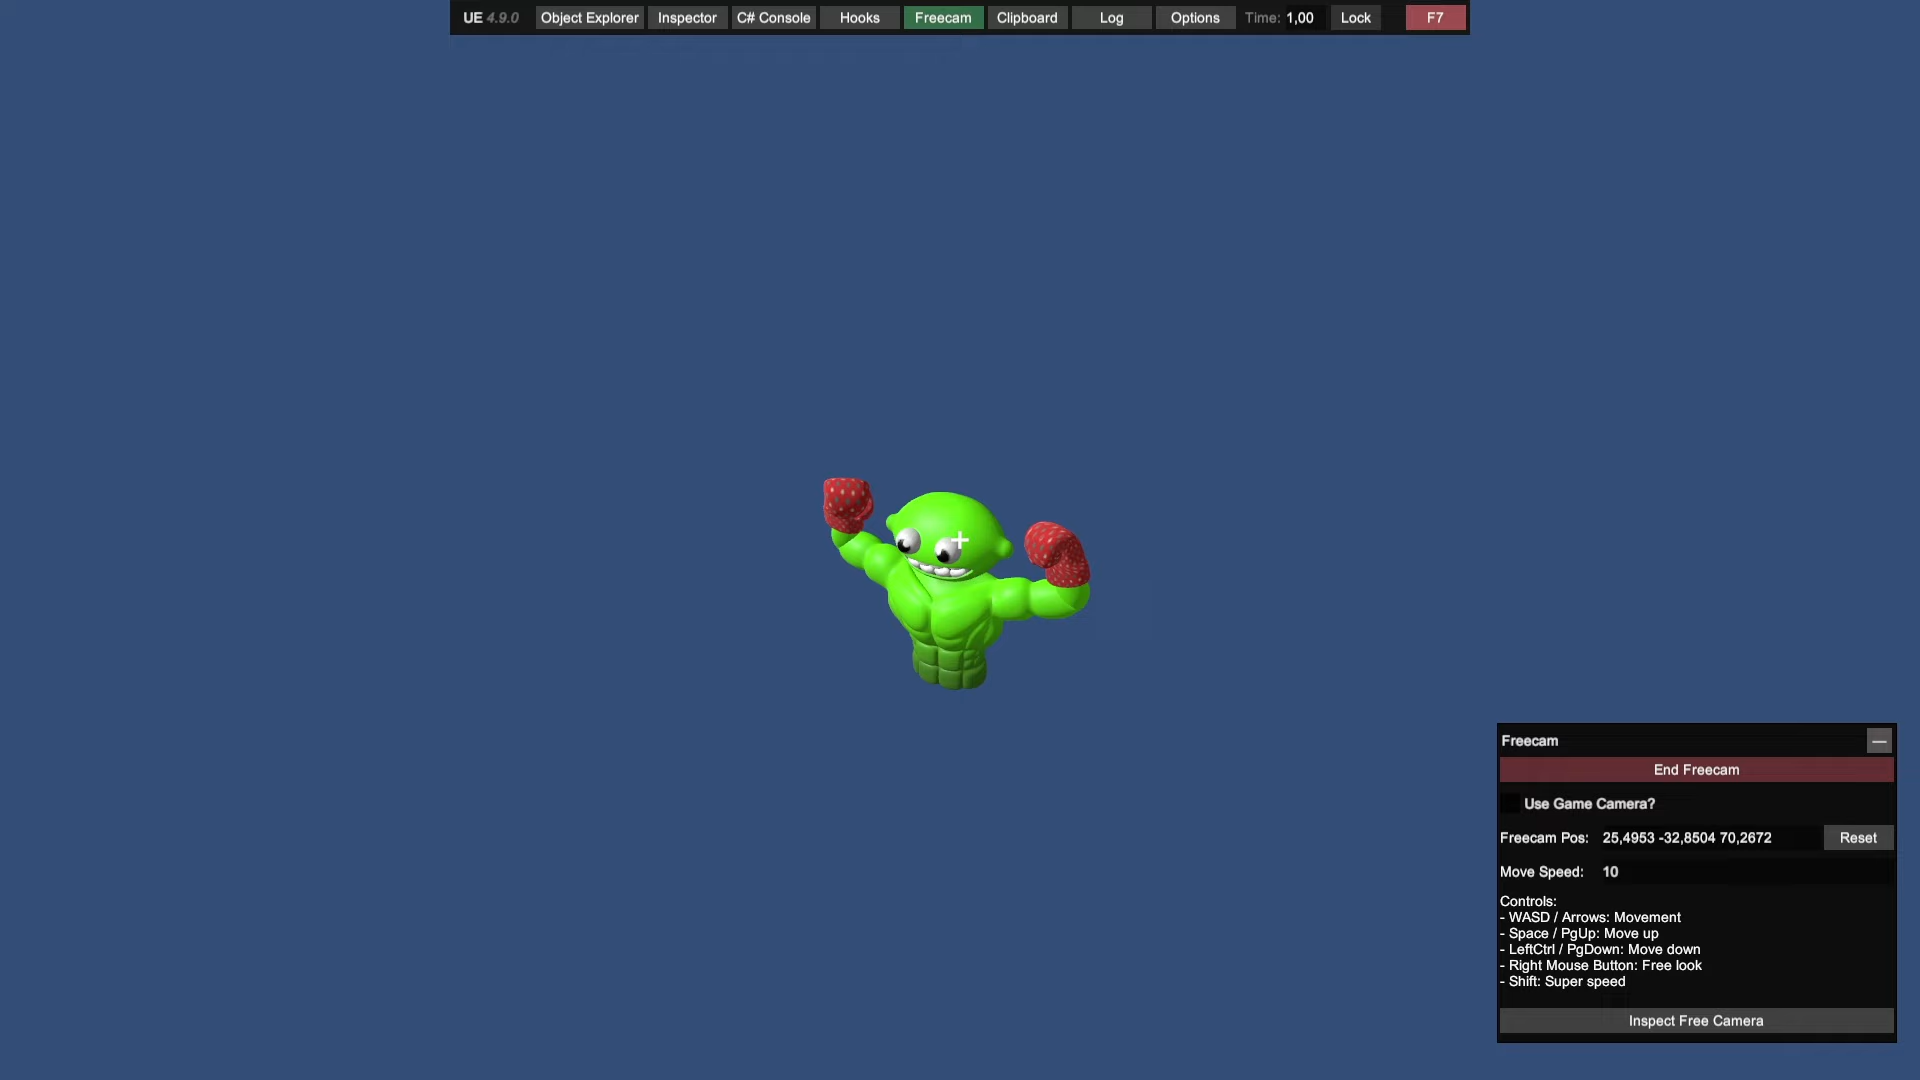 UE 4.9.0 Object Explorer Inspector C# Console Hooks Freecam Clipboard Log Options Time: 1,00 Lock F7
Freecam —
End Freecam
Use Game Camera?
Freecam Pos: 25,4953 -32,8504 70,2672 Reset
Move Speed: 10
Controls:
- WASD / Arrows: Movement
- Space / PgUp: Move up
- LeftCtrl / PgDown: Move down
- Right Mouse Button: Free look
- Shift: Super speed
Inspect Free Camera